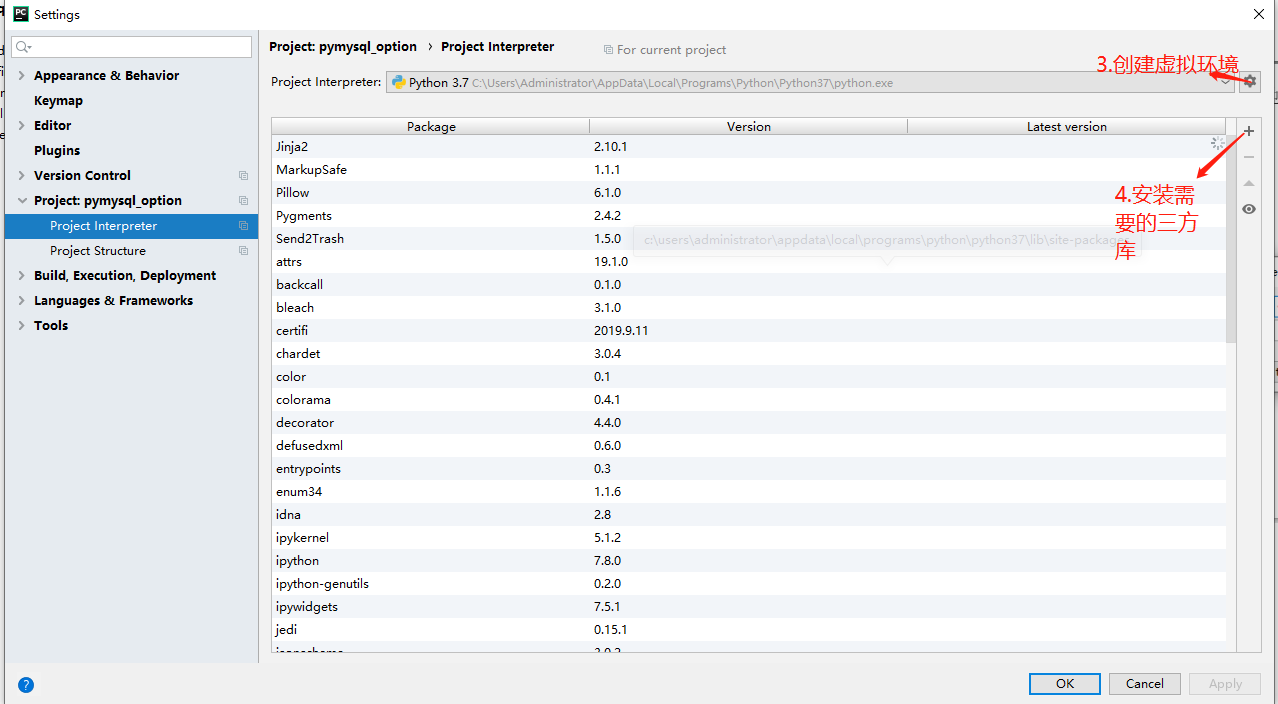 PC Settings
Project: pymysql_option › Project Interpreter For current project
3.创建虚拟环境
Project Interpreter: Python 3.7 C:\Users\Administrator\AppData\Local\Programs\Python\Python37\python.exe
Appearance & Behavior
Keymap
Editor
Plugins
Version Control
Project: pymysql_option
Project Interpreter
Project Structure
Build, Execution, Deployment
Languages & Frameworks
Tools
Package Version Latest version
Jinja2 2.10.1
MarkupSafe 1.1.1
Pillow 6.1.0
Pygments 2.4.2
Send2Trash 1.5.0
attrs 19.1.0
backcall 0.1.0
bleach 3.1.0
certifi 2019.9.11
chardet 3.0.4
color 0.1
colorama 0.4.1
decorator 4.4.0
defusedxml 0.6.0
entrypoints 0.3
enum34 1.1.6
idna 2.8
ipykernel 5.1.2
ipython 7.8.0
ipython-genutils 0.2.0
ipywidgets 7.5.1
jedi 0.15.1
c:\users\administrator\appdata\local\programs\python\python37\lib\site-packages
4.安装需
要的三方
库
? OK Cancel Apply